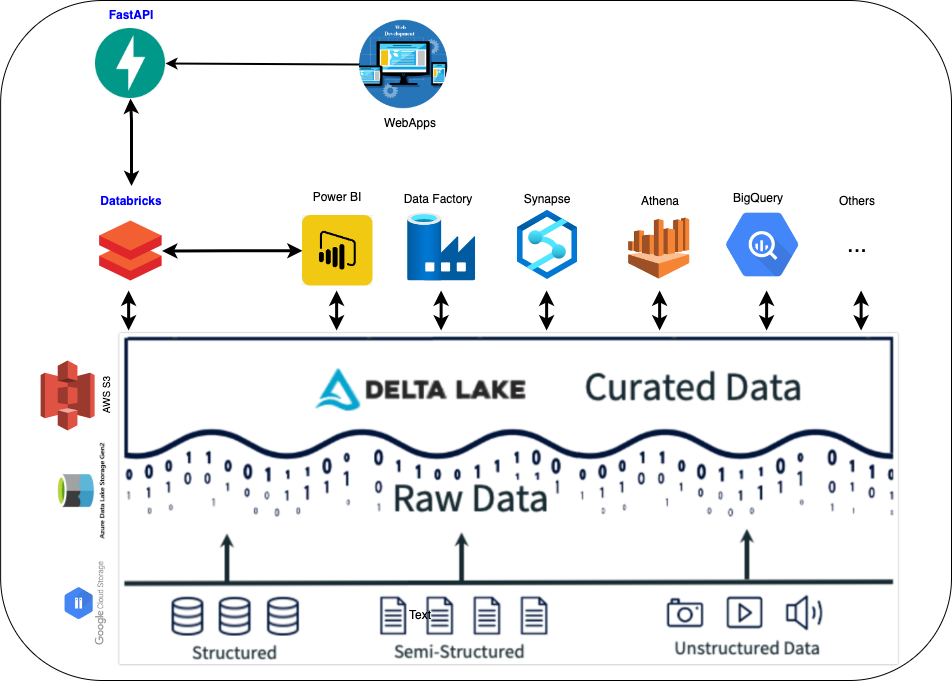 FastAPI
Web
Development
WebApps
Databricks
Power BI
Data Factory
Synapse
Athena
BigQuery
Others
...
AWS S3
DELTA LAKE
Curated Data
Azure Data Lake Storage Gen2
Raw Data
Google Cloud Storage
Text
Structured
Semi-Structured
Unstructured Data